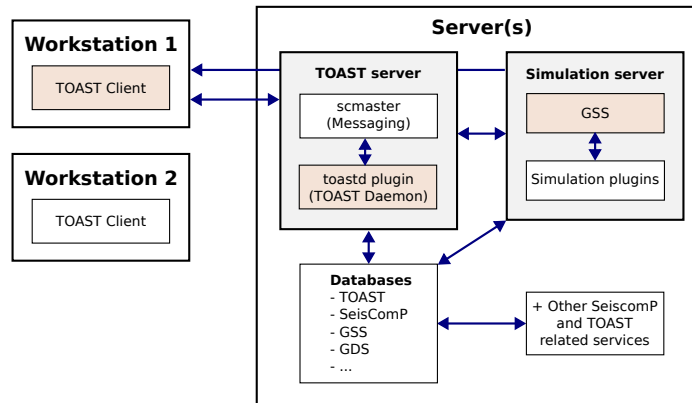 Workstation 1
TOAST Client
Workstation 2
TOAST Client
Server(s)
TOAST server
scmaster
(Messaging)
toastd plugin
(TOAST Daemon)
Simulation server
GSS
Simulation plugins
Databases
- TOAST
- SeisComP
- GSS
- GDS
- ...
+ Other SeiscomP
and TOAST
related services